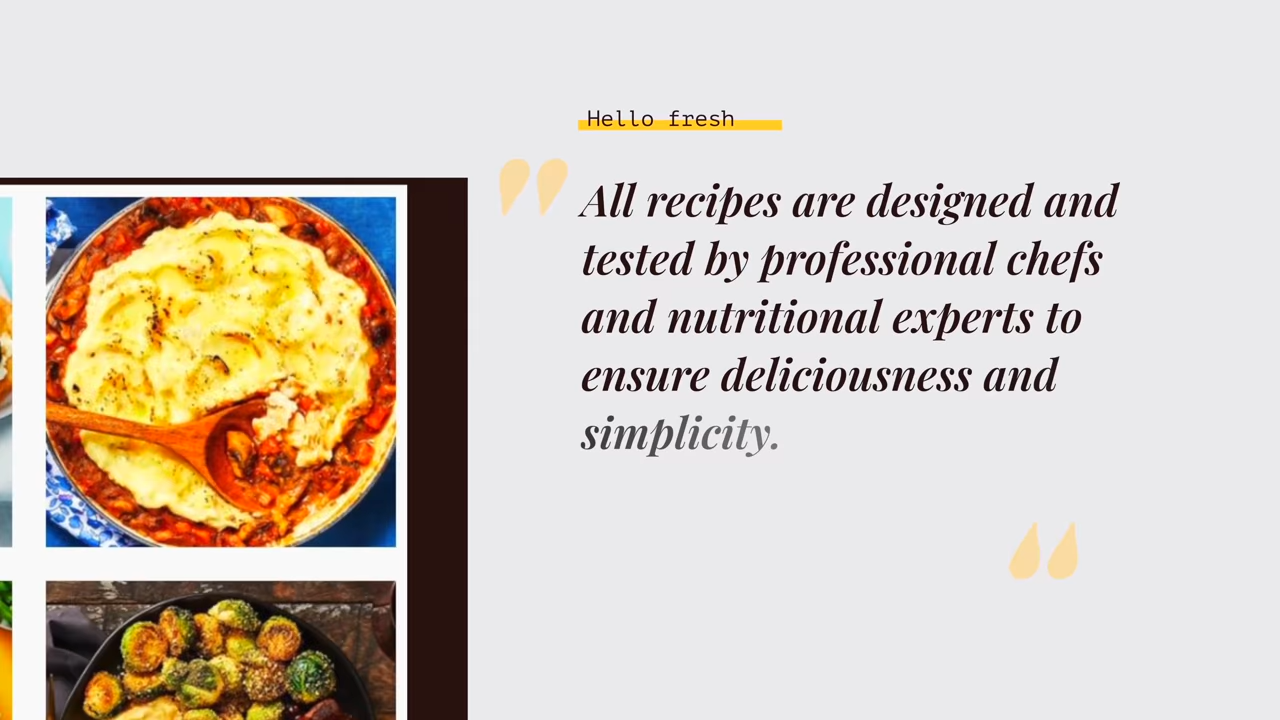 Hello fresh
All recipes are designed and
tested by professional chefs
and nutritional experts to
ensure deliciousness and
simplicity.